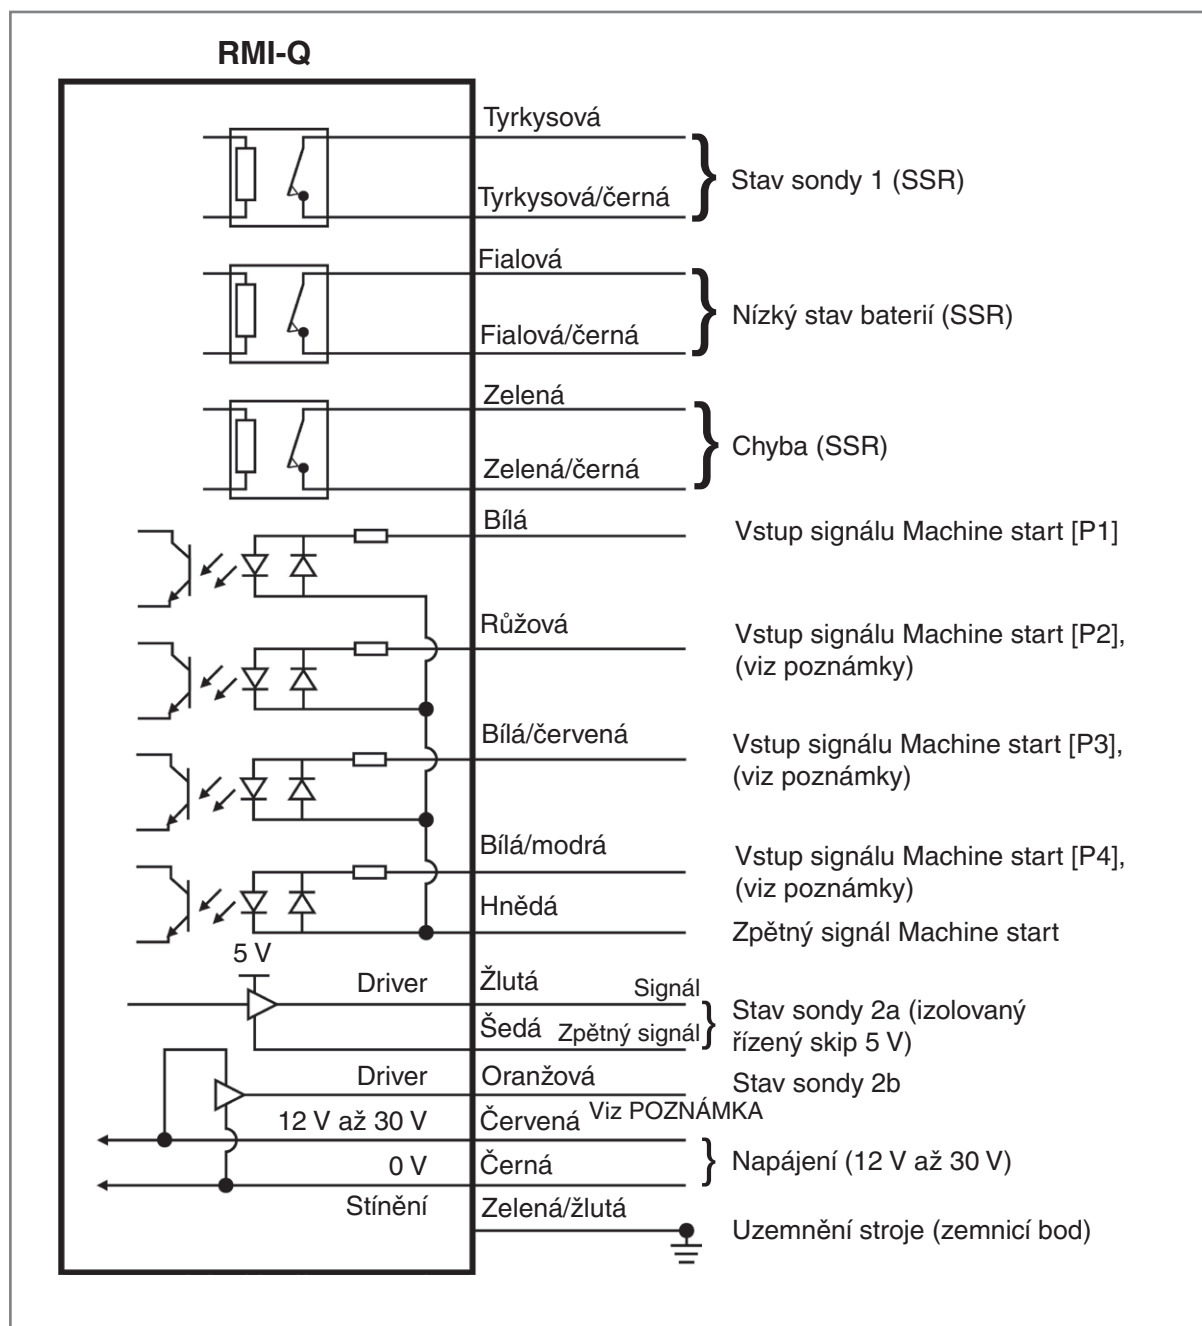 RMI-Q
Tyrkysová
Stav sondy 1 (SSR)
Tyrkysová/černá
Fialová
Nízký stav baterií (SSR)
Fialová/černá
Zelená
Chyba (SSR)
Zelená/černá
Bílá
Vstup signálu Machine start [P1]
Růžová
Vstup signálu Machine start [P2],
(viz poznámky)
Bílá/červená
Vstup signálu Machine start [P3],
(viz poznámky)
Bílá/modrá
Vstup signálu Machine start [P4],
(viz poznámky)
Hnědá
Zpětný signál Machine start
5 V
Driver
Žlutá
Signál
Stav sondy 2a (izolovaný
řízený skip 5 V)
Šedá
Zpětný signál
Driver
Oranžová
Stav sondy 2b
Viz POZNÁMKA
12 V až 30 V
Červená
Napájení (12 V až 30 V)
0 V
Černá
Stínění
Zelená/žlutá
Uzemnění stroje (zemnicí bod)